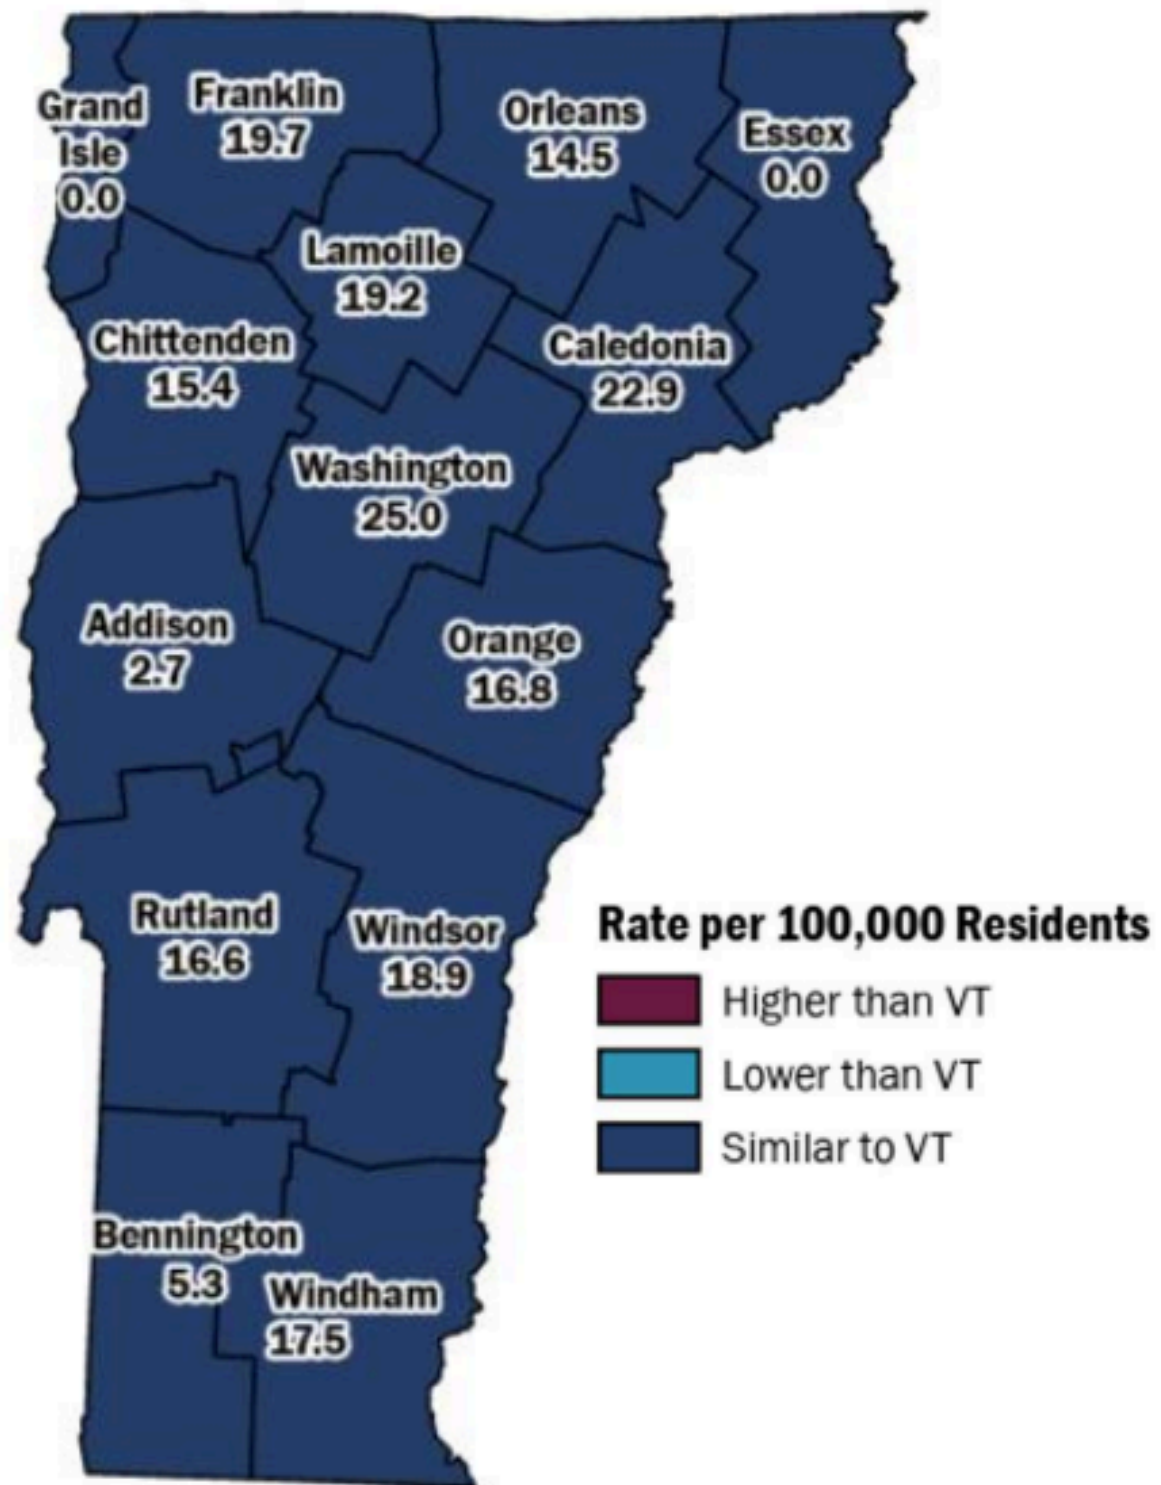 Grand
Isle
0.0
Franklin
19.7
Orleans
14.5
Essex
0.0
Lamoille
19.2
Chittenden
15.4
Caledonia
22.9
Washington
25.0
Addison
2.7
Orange
16.8
Rutland
16.6
Windsor
18.9
Bennington
5.3
Windham
17.5
Rate per 100,000 Residents
Higher than VT
Lower than VT
Similar to VT